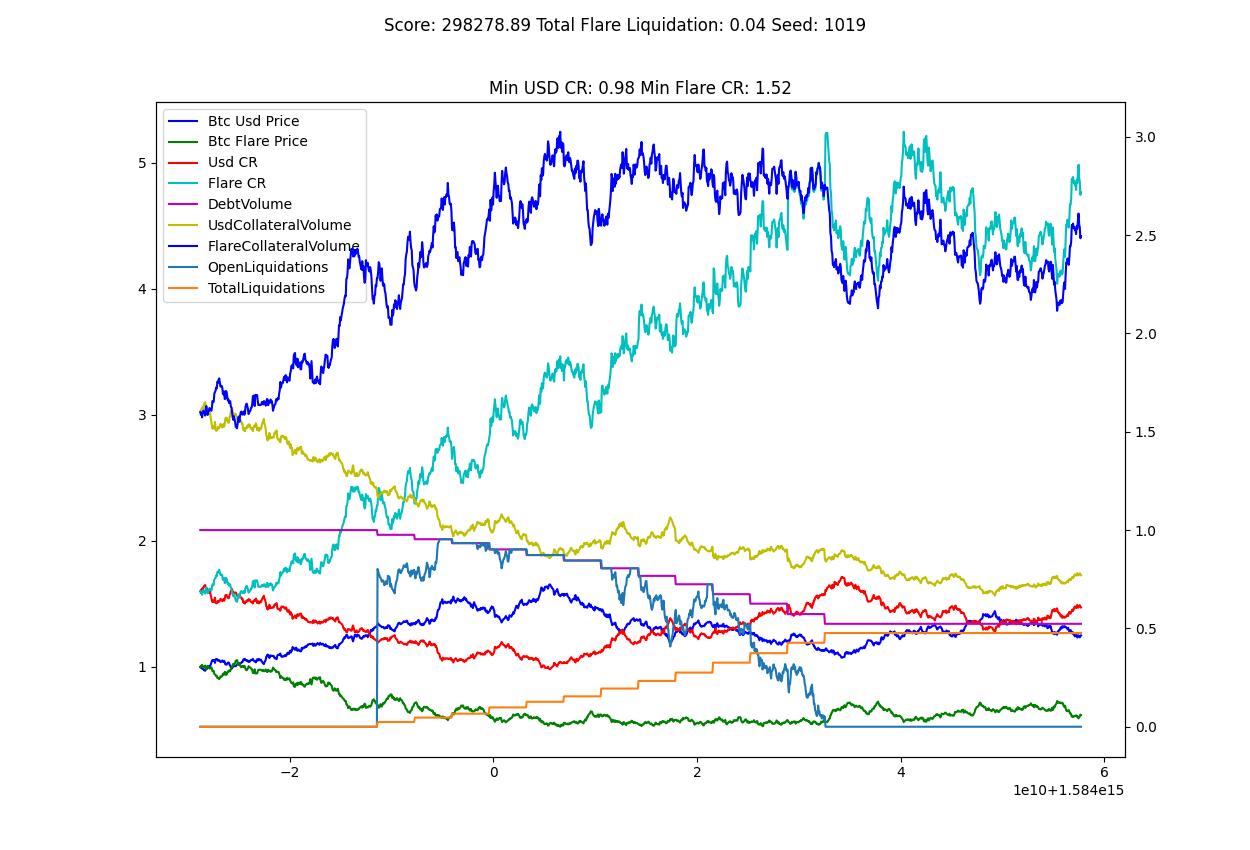 Score: 298278.89 Total Flare Liquidation: 0.04 Seed: 1019
Min USD CR: 0.98 Min Flare CR: 1.52
Btc Usd Price
Btc Flare Price
Usd CR
Flare CR
DebtVolume
UsdCollateralVolume
FlareCollateralVolume
OpenLiquidations
TotalLiquidations
5
4
3
2
1
3.0
2.5
2.0
1.5
1.0
0.5
0.0
−2 0 2 4 6
1e10+1.584e15